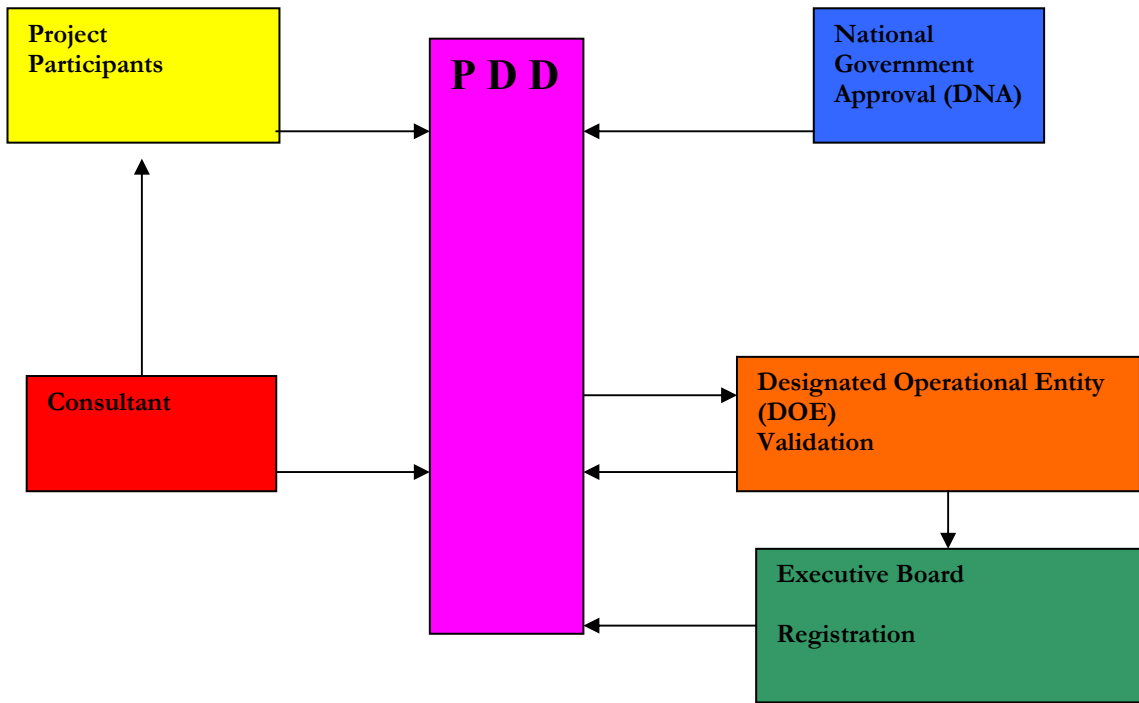 Project
Participants
P D D
National
Government
Approval (DNA)
Consultant
Designated Operational Entity
(DOE)
Validation
Executive Board
Registration